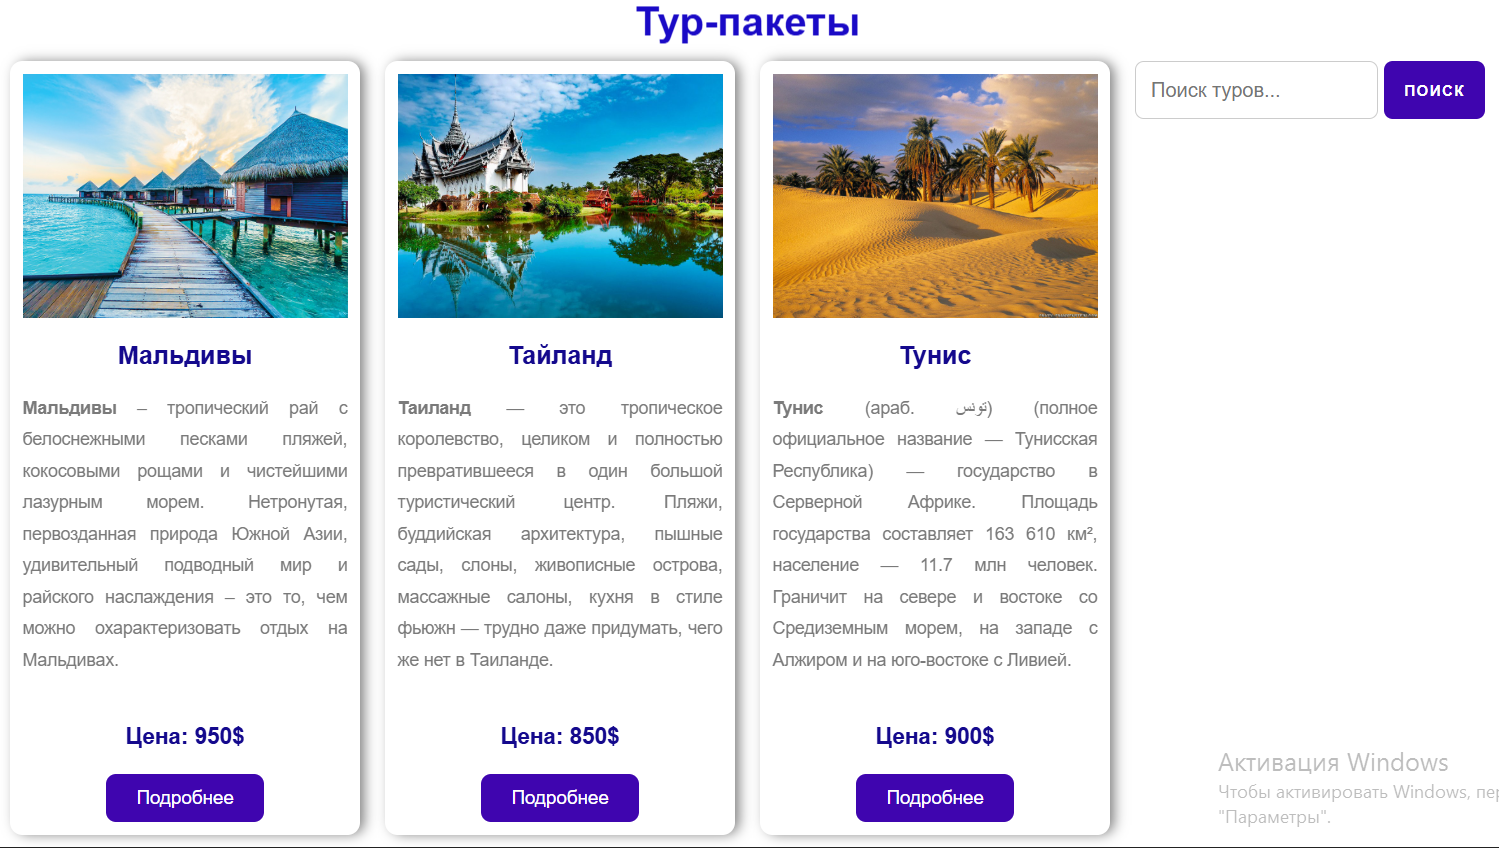 Тур-пакеты
Поиск туров...
ПОИСК
Мальдивы
Мальдивы – тропический рай с
белоснежными песками пляжей,
кокосовыми рощами и чистейшими
лазурным морем. Нетронутая,
первозданная природа Южной Азии,
удивительный подводный мир и
райского наслаждения – это то, чем
можно охарактеризовать отдых на
Мальдивах.
Цена: 950$
Подробнее
Тайланд
Таиланд — это тропическое
королевство, целиком и полностью
превратившееся в один большой
туристический центр. Пляжи,
буддийская архитектура, пышные
сады, слоны, живописные острова,
массажные салоны, кухня в стиле
фьюжн — трудно даже придумать, чего
же нет в Таиланде.
Цена: 850$
Подробнее
Тунис
Тунис (араб. تونس) (полное
официальное название — Тунисская
Республика) — государство в
Серверной Африке. Площадь
государства составляет 163 610 км²,
население — 11.7 млн человек.
Граничит на севере и востоке со
Средиземным морем, на западе с
Алжиром и на юго-востоке с Ливией.
Цена: 900$
Подробнее
Активация Windows
Чтобы активировать Windows, пер
"Параметры".